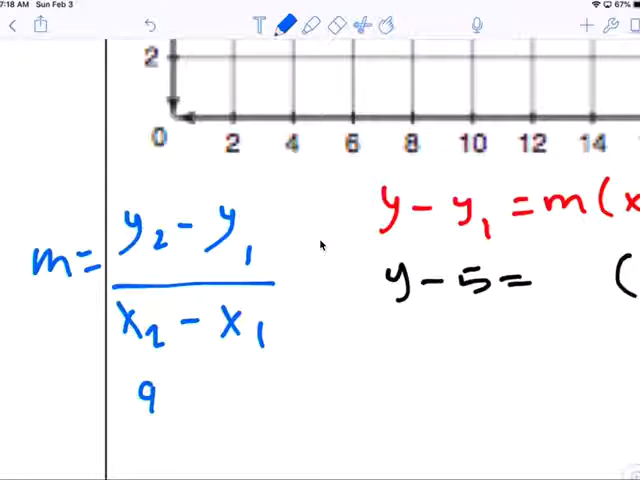 7:18 AM Sun Feb 3 67%
T
2
0 2 4 6 8 10 12 14
m = y₂ - y₁ / x₂ - x₁
9
y - y₁ = m(x
y - 5 = (